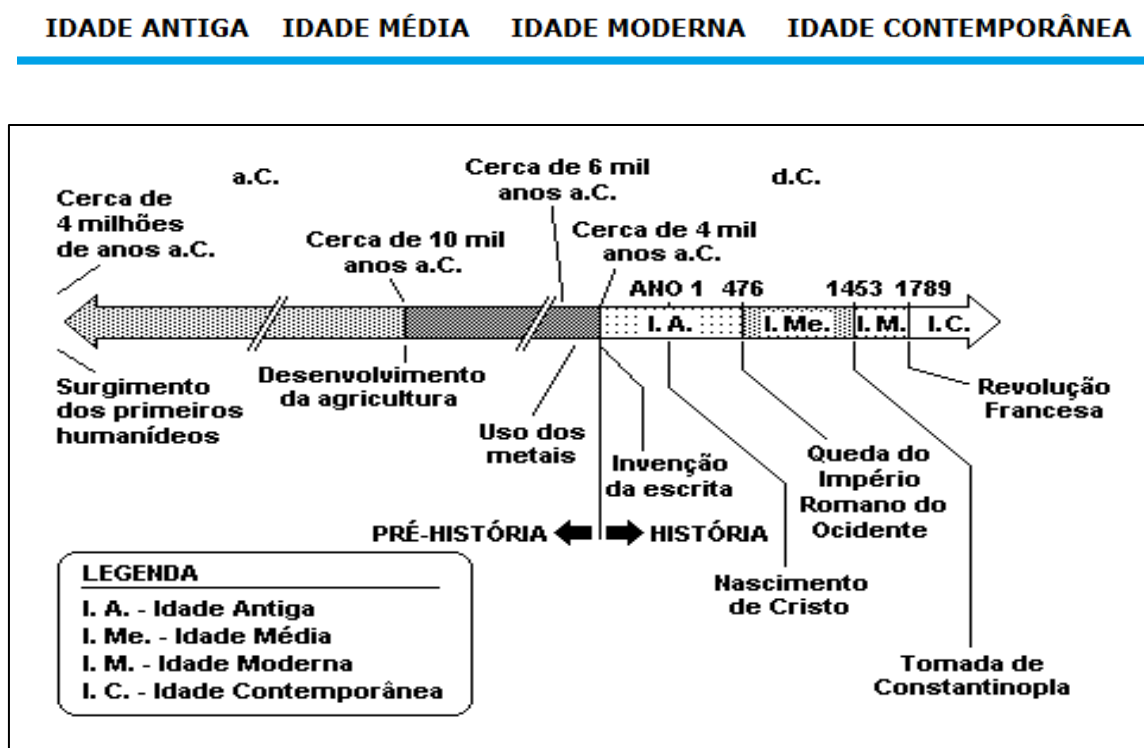 IDADE ANTIGA IDADE MÉDIA IDADE MODERNA IDADE CONTEMPORÂNEA
a.C.
d.C.
Cerca de
4 milhões
de anos a.C.
Cerca de 10 mil
anos a.C.
Cerca de 6 mil
anos a.C.
Cerca de 4 mil
anos a.C.
ANO 1 476 1453 1789
I. A. I. Me. I. M. I. C.
Surgimento
dos primeiros
humanídeos
Desenvolvimento
da agricultura
Uso dos
metais
Invenção
da escrita
Nascimento
de Cristo
Queda do
Império
Romano do
Ocidente
Tomada de
Constantinopla
Revolução
Francesa
PRÉ-HISTÓRIA HISTÓRIA
LEGENDA
I. A. - Idade Antiga
I. Me. - Idade Média
I. M. - Idade Moderna
I. C. - Idade Contemporânea